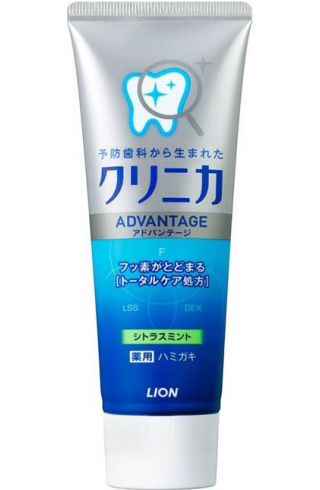 予防歯科から生まれた
クリニカ
ADVANTAGE
アドバンテージ
F
フッ素がとどまる
[トータルケア処方]
LSS DEX
シトラスミント
薬用 ハミガキ
LION